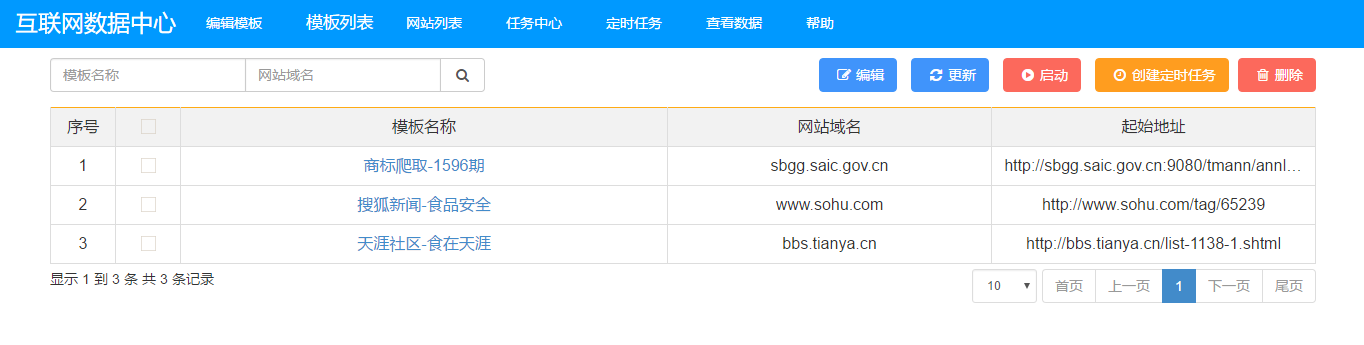 互联网数据中心 编辑模板 模板列表 网站列表 任务中心 定时任务 查看数据 帮助
模板名称 网站域名 编辑 更新 启动 创建定时任务 删除
序号 模板名称 网站域名 起始地址
1 商标爬取-1596期 sbgg.saic.gov.cn http://sbgg.saic.gov.cn:9080/tmann/annl...
2 搜狐新闻-食品安全 www.sohu.com http://www.sohu.com/tag/65239
3 天涯社区-食在天涯 bbs.tianya.cn http://bbs.tianya.cn/list-1138-1.shtml
显示 1 到 3 条 共 3 条记录 10 首页 上一页 1 下一页 尾页